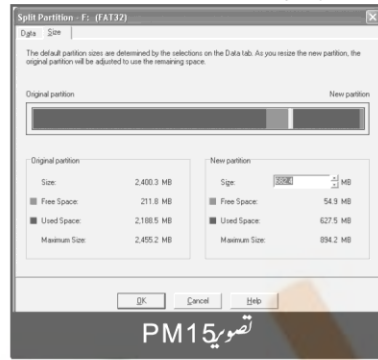 Split Partition - F: (FAT32)
Data Size
The default partition sizes are determined by the selections on the Data tab. As you resize the new partition, the
original partition will be adjusted to use the remaining space.
Original partition New partition
Original partition
Size: 2,400.3 MB
Free Space: 211.8 MB
Used Space: 2,188.5 MB
Maximum Size: 2,455.2 MB
New partition
Size: MB
Free Space: 54.9 MB
Used Space: 627.5 MB
Maximum Size: 894.2 MB
OK Cancel Help
تصویر PM15